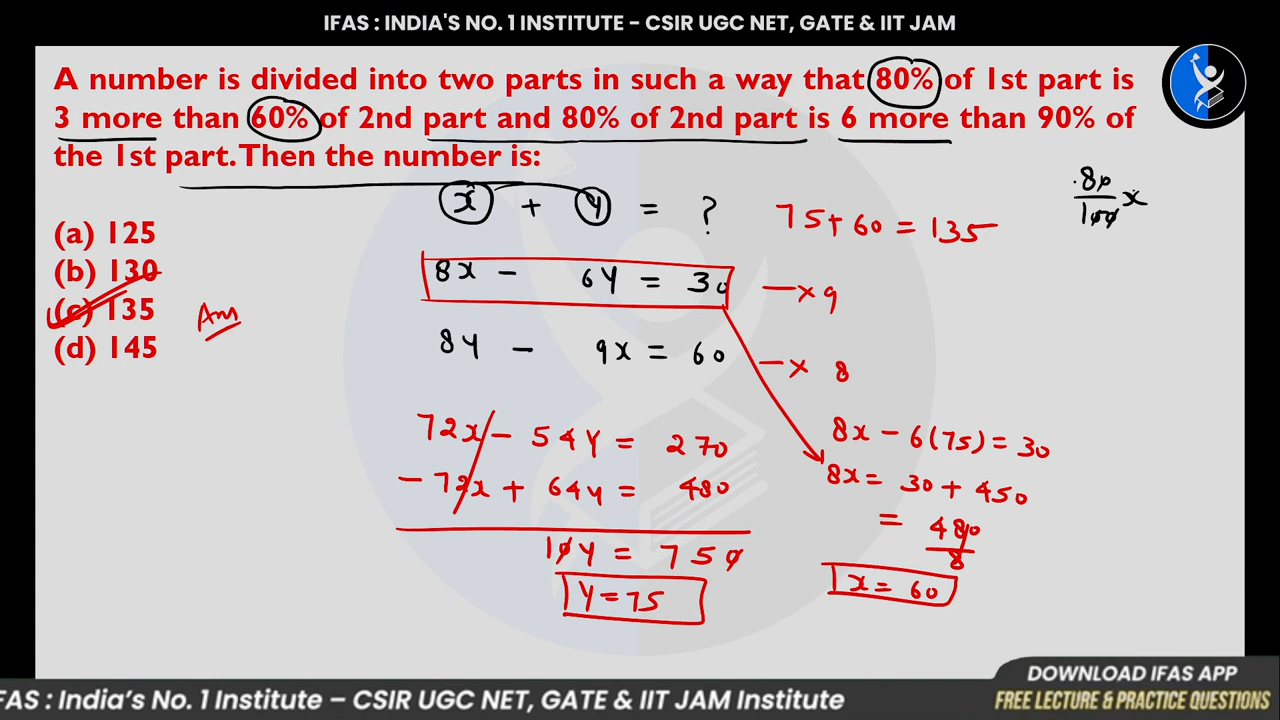 IFAS : INDIA'S NO. 1 INSTITUTE – CSIR UGC NET, GATE & IIT JAM
A number is divided into two parts in such a way that 80% of 1st part is
3 more than 60% of 2nd part and 80% of 2nd part is 6 more than 90% of
the 1st part. Then the number is:
80/100 x
x + y = ?
75 + 60 = 135
(a) 125
(b) 130
(c) 135
(d) 145
Ans
8x - 6y = 30 — × 9
8y - 9x = 60 — × 8
72x - 54y = 270
- 72x + 64y = 480
10y = 750
y = 75
8x - 6(75) = 30
8x = 30 + 450
= 480/8
x = 60
DOWNLOAD IFAS APP
FREE LECTURE & PRACTICE QUESTIONS
FAS : India's No. 1 Institute – CSIR UGC NET, GATE & IIT JAM Institute